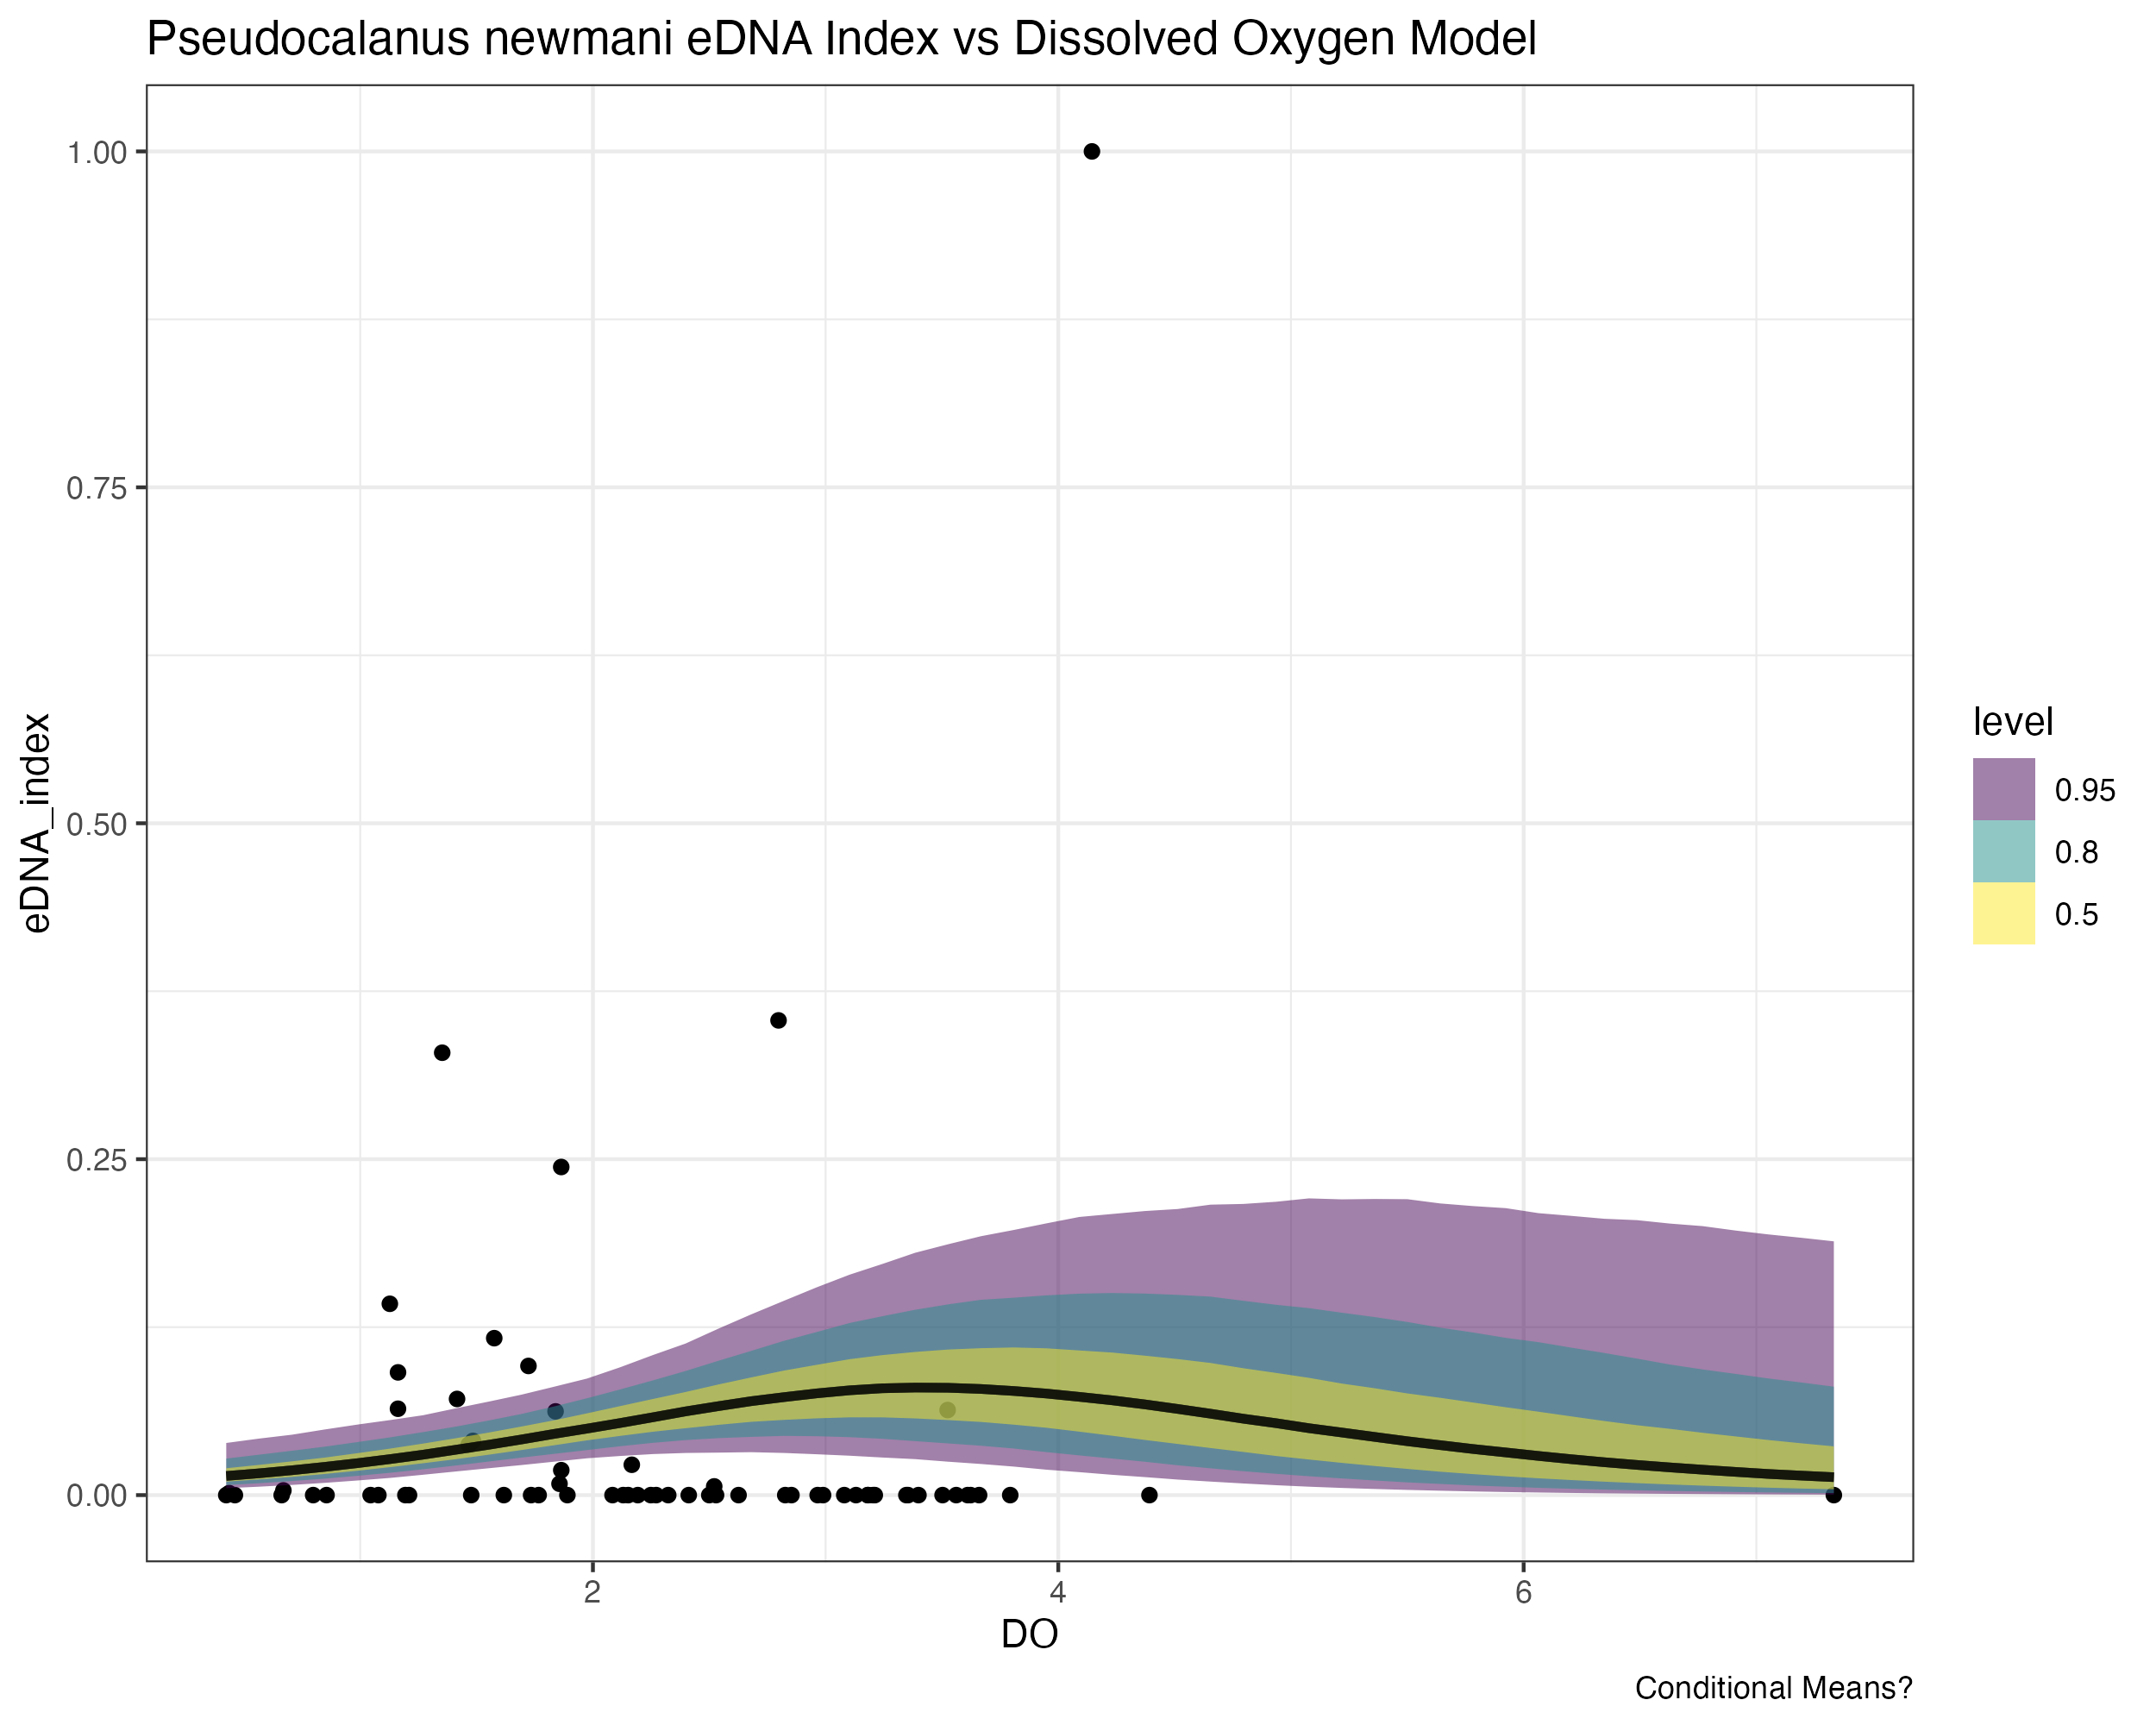 Pseudocalanus newmani eDNA Index vs Dissolved Oxygen Model
1.00
0.75
0.50
0.25
0.00
eDNA_index
2
4
6
DO
level
0.95
0.8
0.5
Conditional Means?